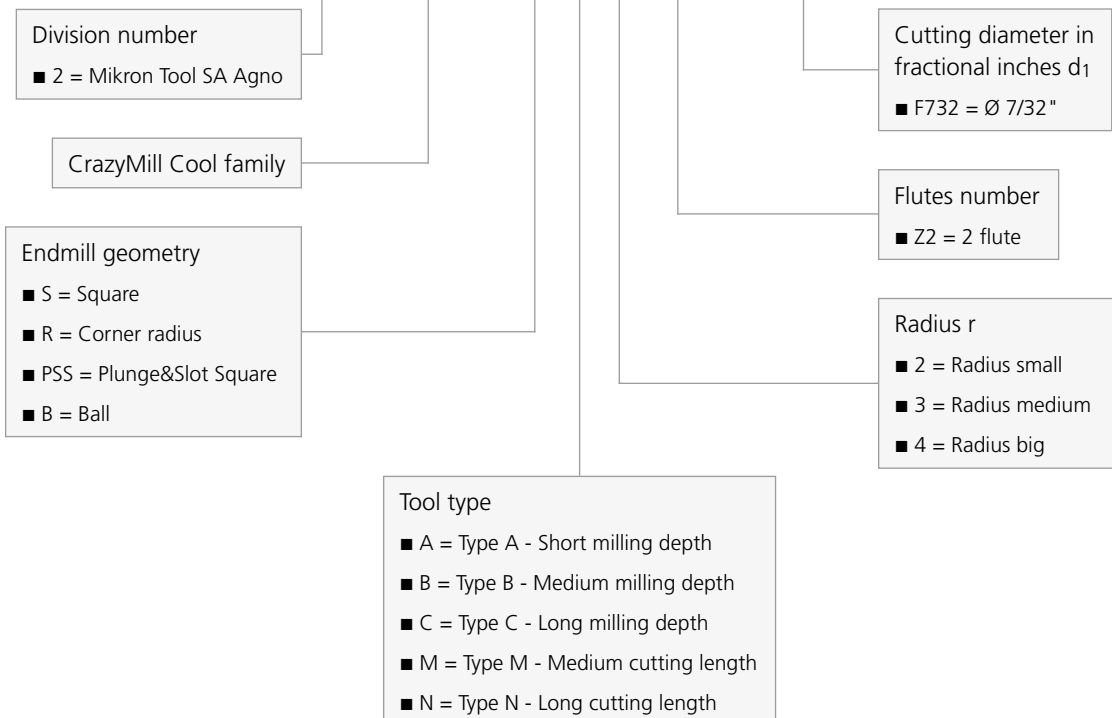 Division number
■ 2 = Mikron Tool SA Agno
CrazyMill Cool family
Endmill geometry
■ S = Square
■ R = Corner radius
■ PSS = Plunge&Slot Square
■ B = Ball
Tool type
■ A = Type A - Short milling depth
■ B = Type B - Medium milling depth
■ C = Type C - Long milling depth
■ M = Type M - Medium cutting length
■ N = Type N - Long cutting length
Cutting diameter in
fractional inches d1
■ F732 = Ø 7/32"
Flutes number
■ Z2 = 2 flute
Radius r
■ 2 = Radius small
■ 3 = Radius medium
■ 4 = Radius big